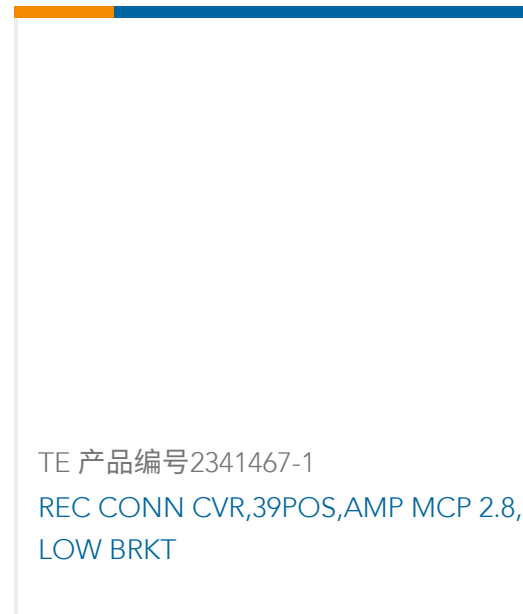 TE 产品编号2341467-1
REC CONN CVR,39POS,AMP MCP 2.8,
LOW BRKT